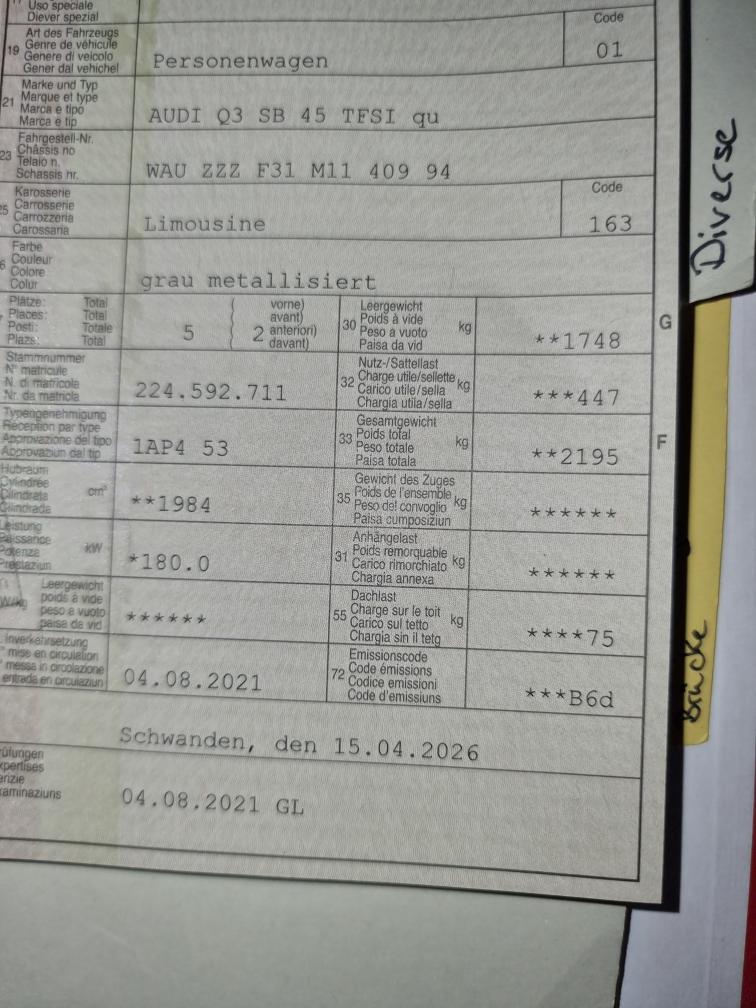 Uso speciale
Diever spezial
19 Art des Fahrzeugs
Genre de véhicule
Genere di veicolo
Gener dal vehichel
Personenwagen
Code
01
21 Marke und Typ
Marque et type
Marca e tipo
Marca e tip
AUDI Q3 SB 45 TFSI qu
23 Fahrgestell-Nr.
Châssis no
Telaio n.
Schassis nr.
WAU ZZZ F31 M11 409 94
Karosserie
Carrosserie
Carrozzeria
Carossaria
Limousine
Code
163
Farbe
Couleur
Colore
Colur
grau metallisiert
Plätze: Total
Places: Total
Posti: Totale
Plazs: Total
5
2
vorne)
avant)
anteriori)
davant)
30 Leergewicht
Poids à vide
Peso a vuoto
Paisa da vid
kg
**1748
G
Stammnummer
N° matricule
N. di matricola
Nr. da matricla
224.592.711
32 Nutz-/Sattellast
Charge utile/sellette
Carico utile/sella
Chargia utila/sella
kg
***447
Typengenehmigung
Réception par type
Approvazione del tipo
Approvaziun dal tip
1AP4 53
33 Gesamtgewicht
Poids total
Peso totale
Paisa totala
kg
**2195
F
Hubraum
Cylindrée
Cilindrata
Cilindrada
cm³
**1984
35 Gewicht des Zuges
Poids de l'ensemble
Peso del convoglio
Paisa cumposiziun
kg
******
Leistung
Puissance
Potenza
Prestaziun
kW
*180.0
31 Anhängelast
Poids remorquable
Carico rimorchiato
Chargia annexa
kg
******
Leergewicht
poids à vide
peso a vuoto
paisa da vid
******
55 Dachlast
Charge sur le toit
Carico sul tetto
Chargia sin il tetg
kg
****75
Inverkehrsetzung
mise en circulation
messa in circolazione
entrada en circulaziun
04.08.2021
72 Emissionscode
Code émissions
Codice emissioni
Code d'emissiuns
***B6d
Schwanden, den 15.04.2026
04.08.2021 GL
Diverse
Brücke